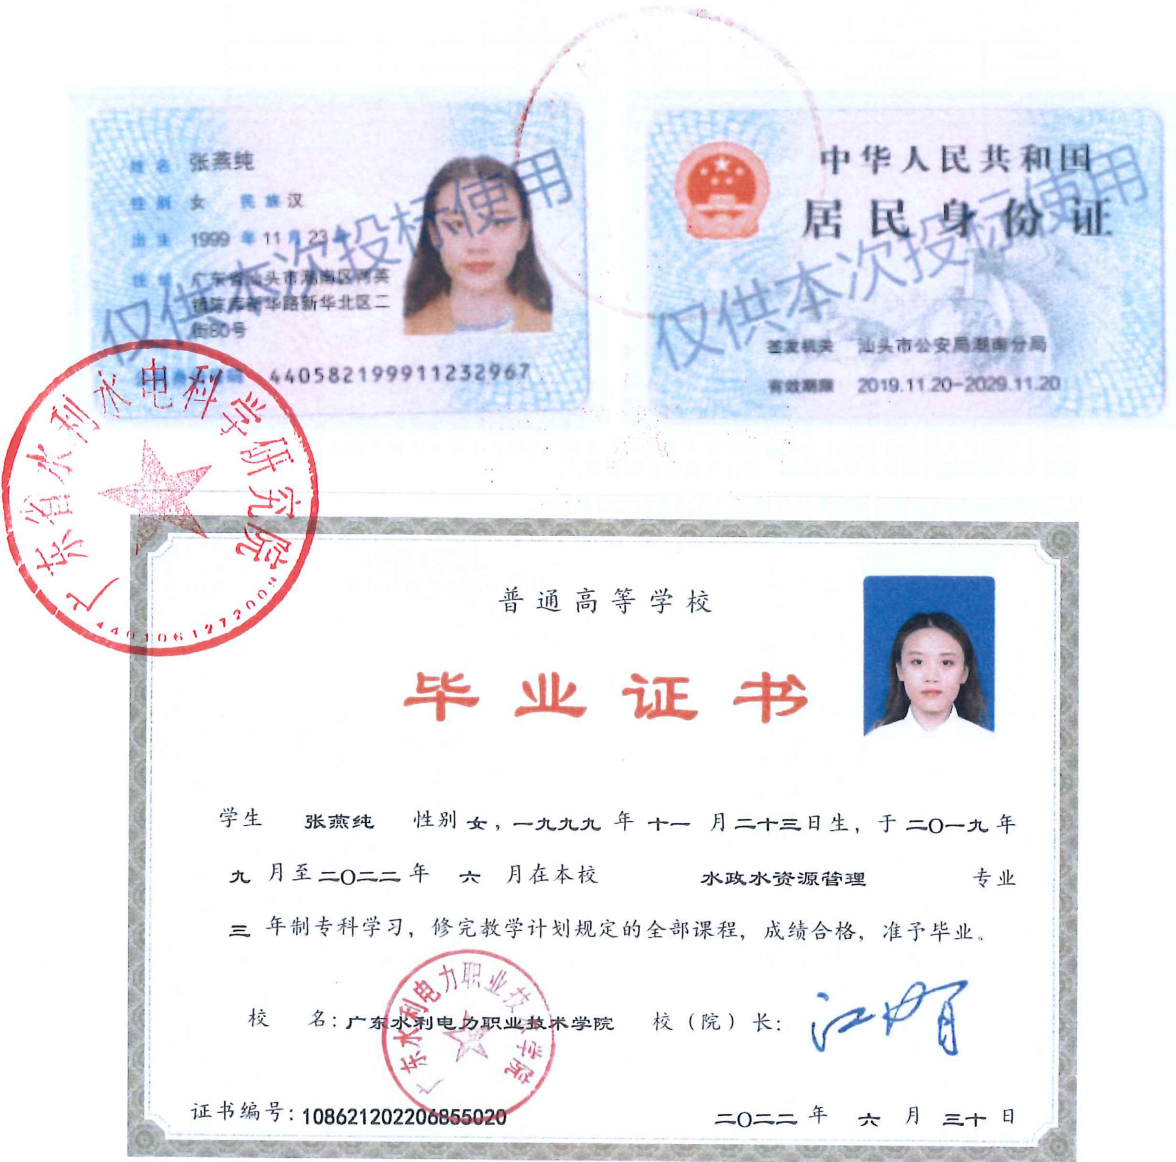 姓名 张燕纯
性别 女 民族 汉
出生 1999 年 11 月 23 日
住址 广东省汕头市潮南区
新华路新华北区二
街80号
440582199911232967
仅供本次投标使用
中华人民共和国
居民身份证
签发机关 汕头市公安局潮南分局
有效期限 2019.11.20-2029.11.20
仅供本次投标使用
广东省水利水电科学研究院
普通高等学校
毕业证书
学生 张燕纯 性别 女，一九九九 年 十一 月 二十三 日生，于 二〇一九 年
九 月至 二〇二二 年 六 月在本校 水政水资源管理 专业
三 年制专科学习，修完教学计划规定的全部课程，成绩合格，准予毕业。
校 名：广东水利电力职业技术学院 校（院）长：
广东水利电力职业技术学院
证书编号：108621202206855020
二〇二二 年 六 月 三十 日